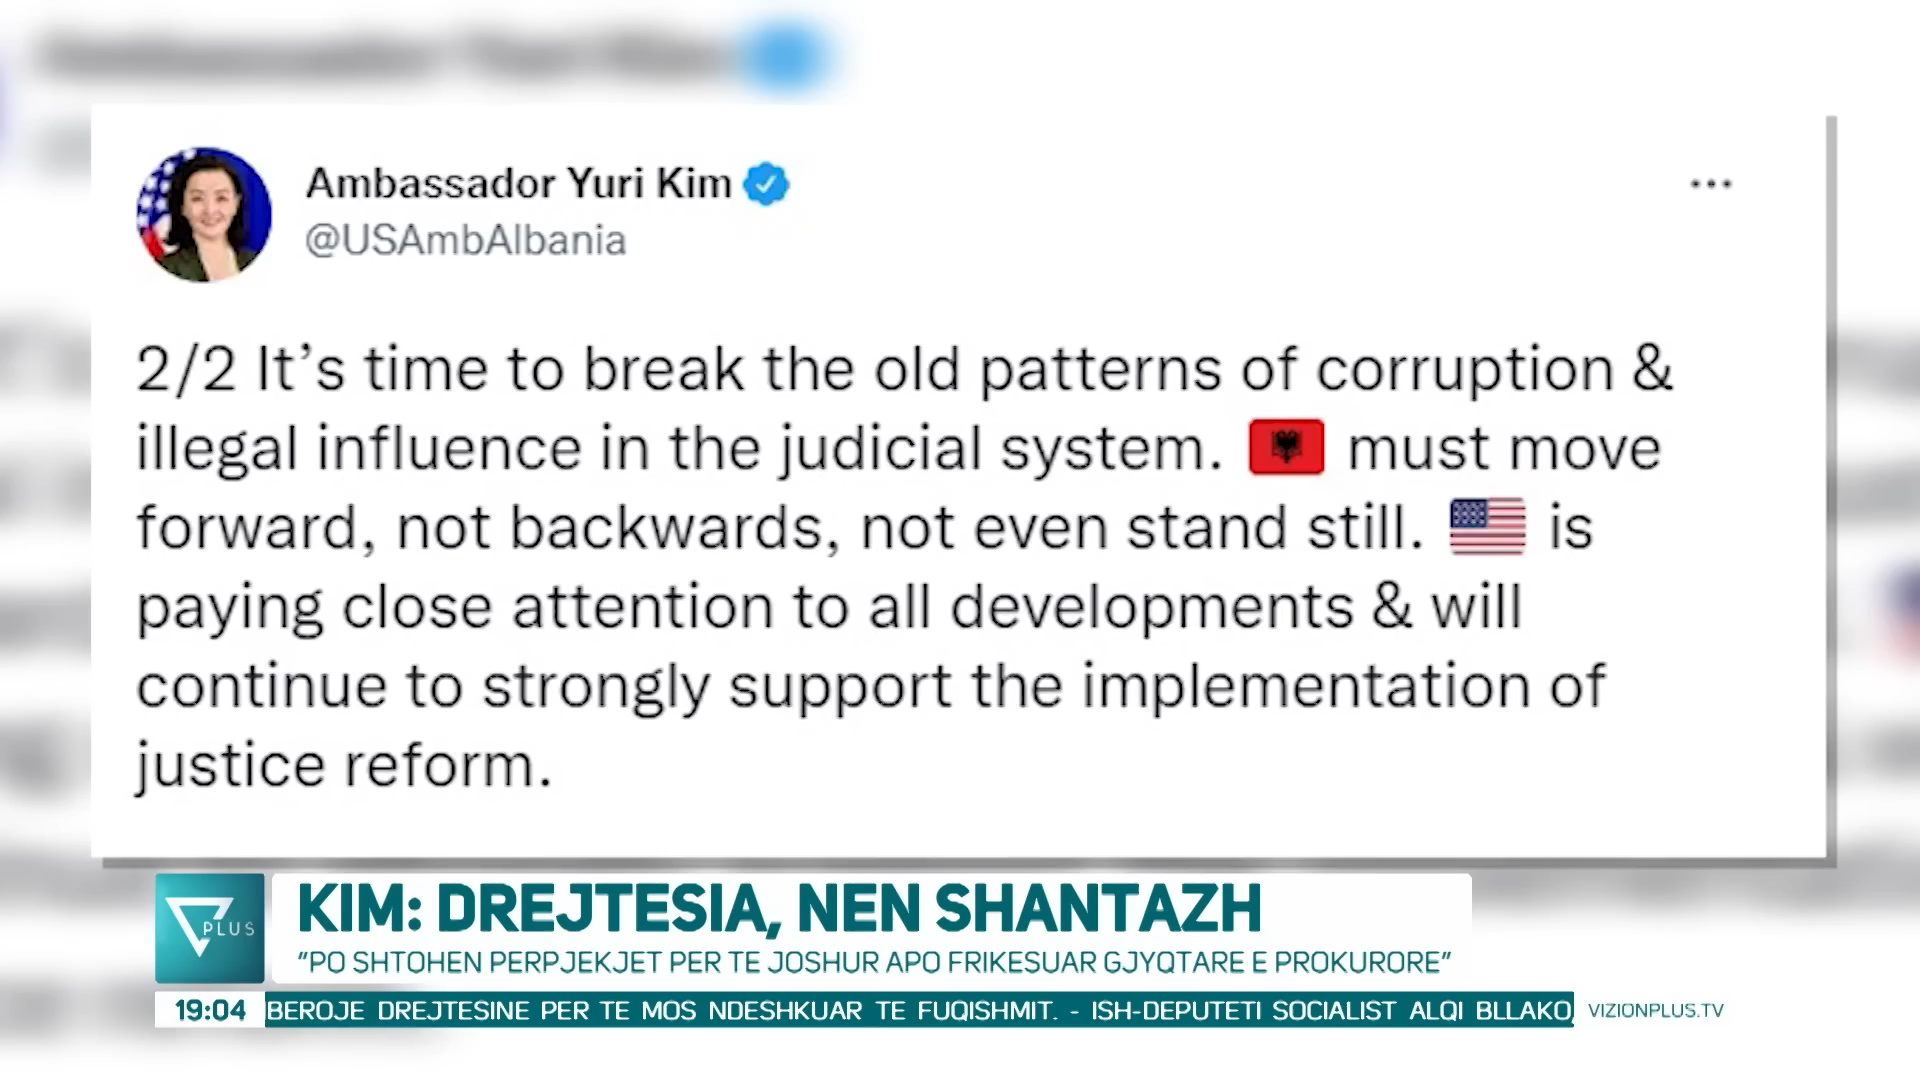 Ambassador Yuri Kim
@USAmbAlbania
2/2 It’s time to break the old patterns of corruption &
illegal influence in the judicial system. 🇦🇱 must move
forward, not backwards, not even stand still. 🇺🇸 is
paying close attention to all developments & will
continue to strongly support the implementation of
justice reform.
PLUS
KIM: DREJTESIA, NEN SHANTAZH
“PO SHTOHEN PERPJEKJET PER TE JOSHUR APO FRIKESUAR GJYQTARE E PROKURORE”
19:04 BEROJE DREJTESINE PER TE MOS NDESHKUAR TE FUQISHMIT. - ISH-DEPUTETI SOCIALIST ALQI BLLAKO VIZIONPLUS.TV